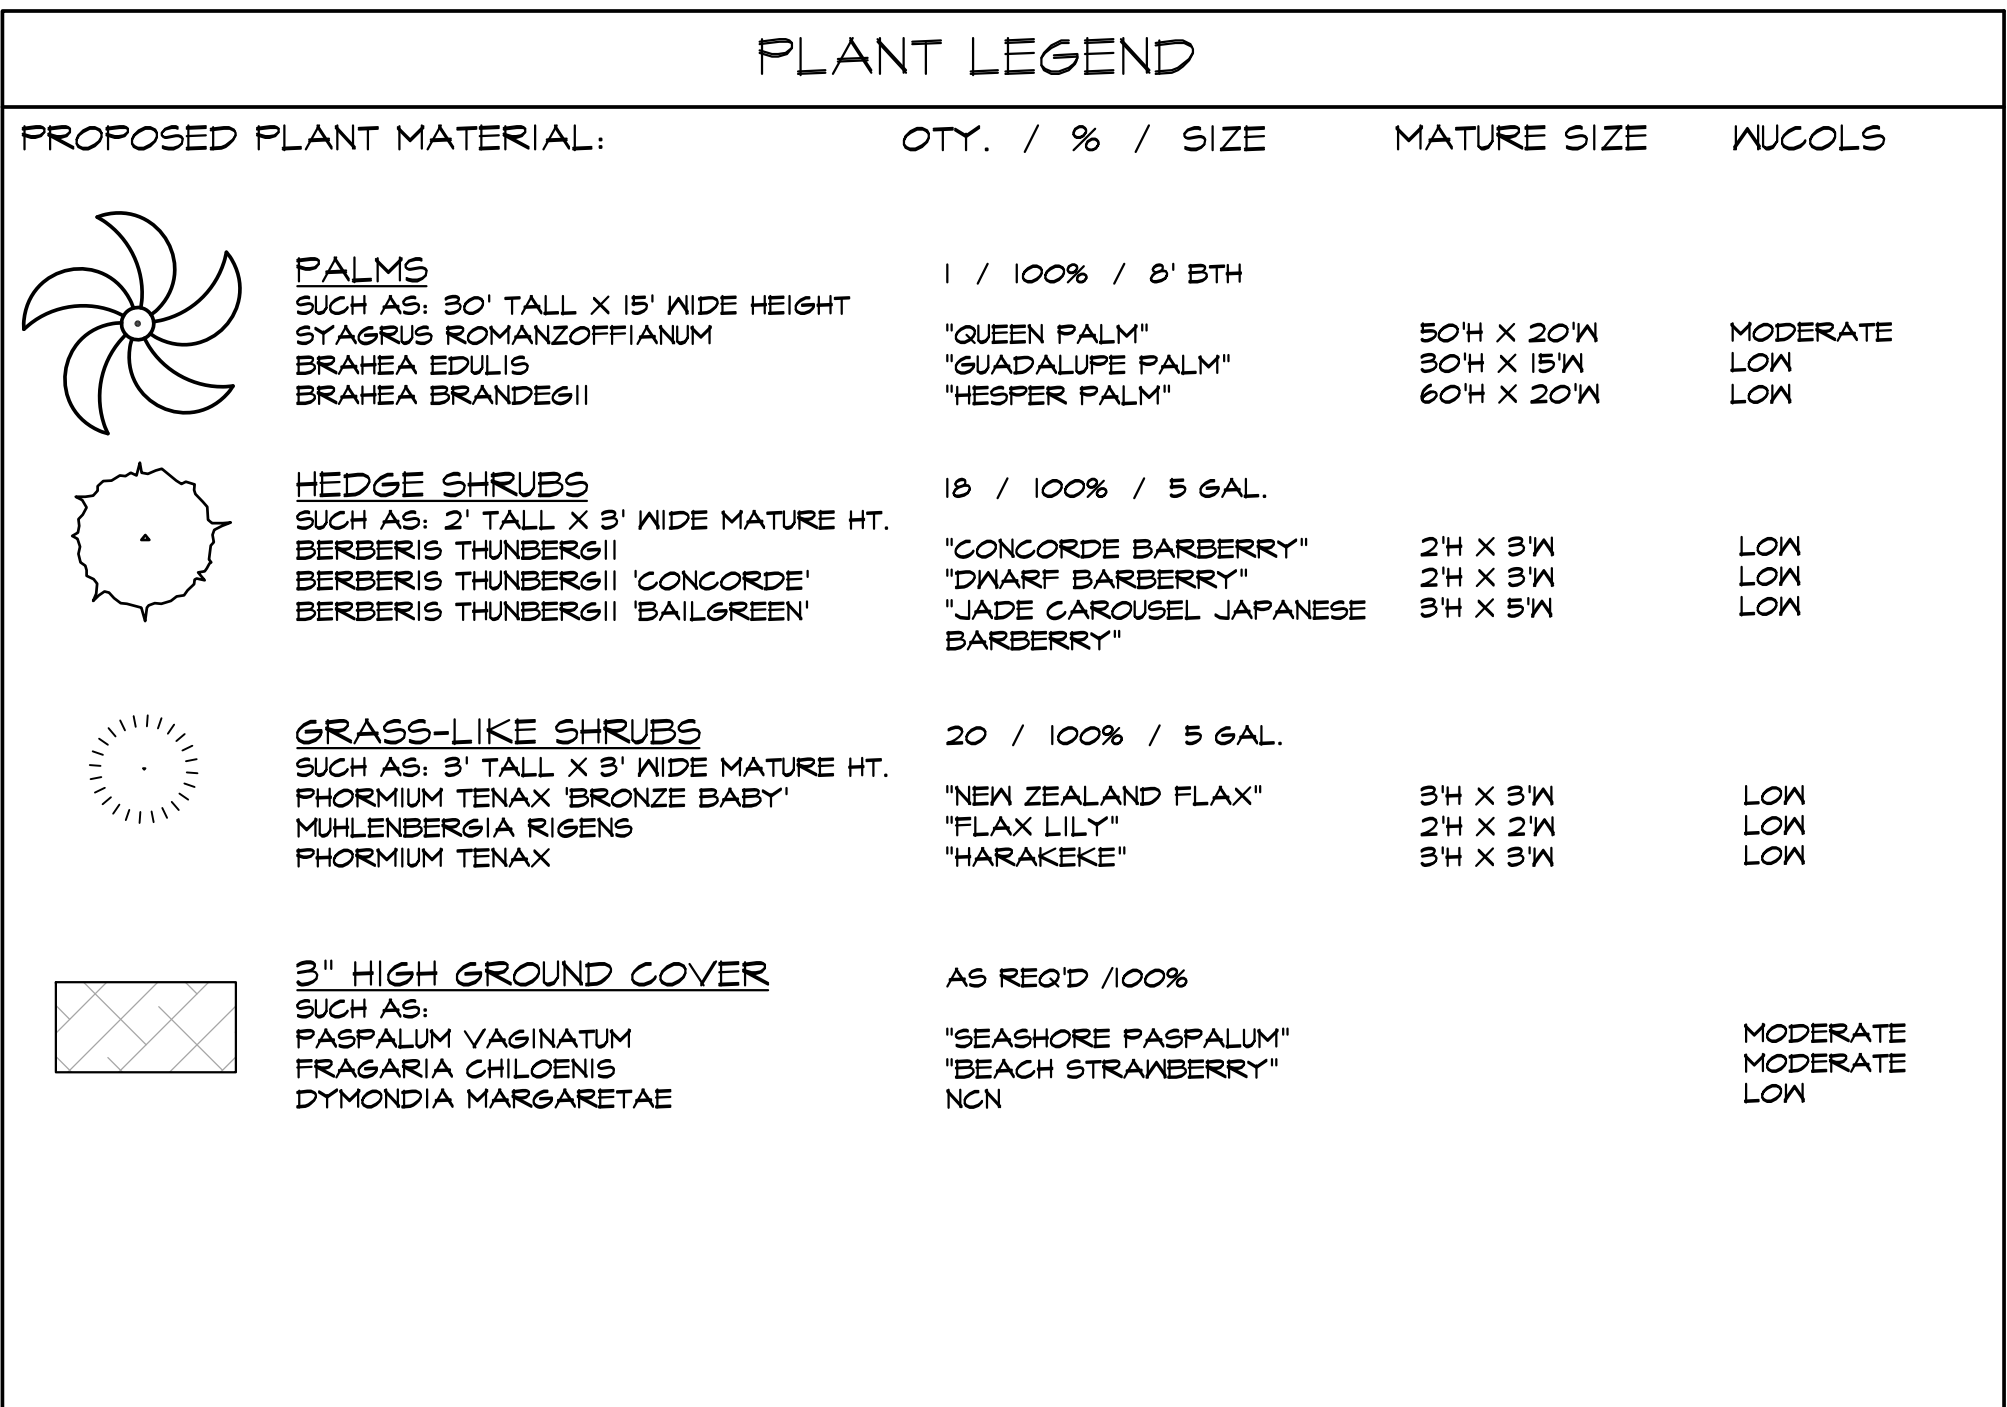 PLANT LEGEND
PROPOSED PLANT MATERIAL: QTY. / % / SIZE MATURE SIZE WUCOLS
PALMS 1 / 100% / 8' BTH
SUCH AS: 30' TALL X 15' WIDE HEIGHT
SYAGRUS ROMANZOFFIANUM "QUEEN PALM" 50'H X 20'W MODERATE
BRAHEA EDULIS "GUADALUPE PALM" 30'H X 15'W LOW
BRAHEA BRANDEGII "HESPER PALM" 60'H X 20'W LOW
HEDGE SHRUBS 18 / 100% / 5 GAL.
SUCH AS: 2' TALL X 3' WIDE MATURE HT.
BERBERIS THUNBERGII "CONCORDE BARBERRY" 2'H X 3'W LOW
BERBERIS THUNBERGII 'CONCORDE' "DWARF BARBERRY" 2'H X 3'W LOW
BERBERIS THUNBERGII 'BAILGREEN' "JADE CAROUSEL JAPANESE 3'H X 5'W LOW
BARBERRY"
GRASS-LIKE SHRUBS 20 / 100% / 5 GAL.
SUCH AS: 3' TALL X 3' WIDE MATURE HT.
PHORMIUM TENAX 'BRONZE BABY' "NEW ZEALAND FLAX" 3'H X 3'W LOW
MUHLENBERGIA RIGENS "FLAX LILY" 2'H X 2'W LOW
PHORMIUM TENAX "HARAKEKE" 3'H X 3'W LOW
3" HIGH GROUND COVER AS REQ'D /100%
SUCH AS:
PASPALUM VAGINATUM "SEASHORE PASPALUM" MODERATE
FRAGARIA CHILOENIS "BEACH STRAWBERRY" MODERATE
DYMONDIA MARGARETAE NCN LOW